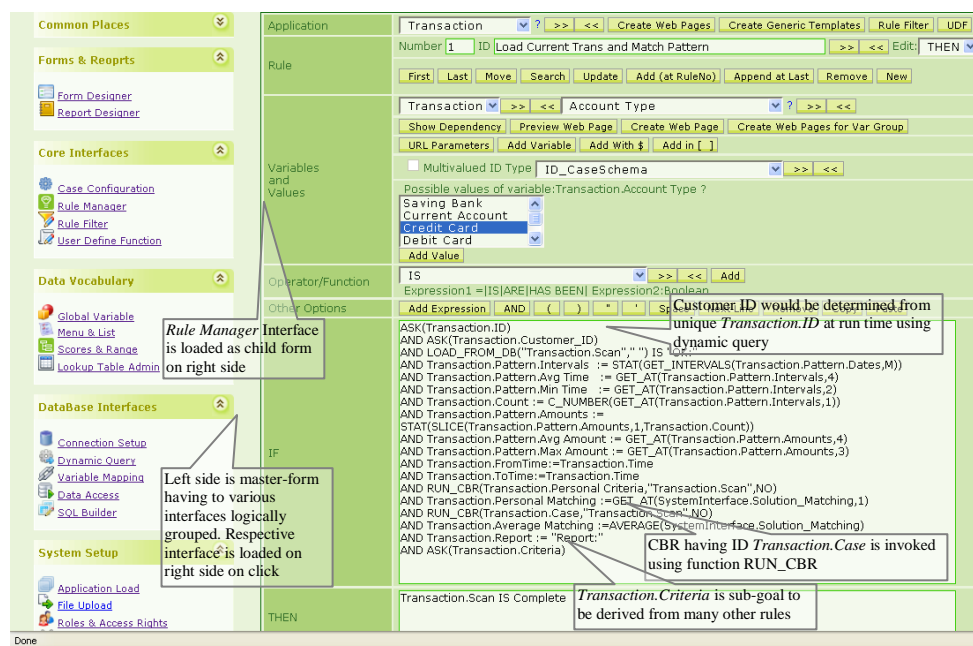 Common Places
Forms & Reoprts
Form Designer
Report Designer
Core Interfaces
Case Configuration
Rule Manager
Rule Filter
User Define Function
Data Vocabulary
Global Variable
Menu & List
Scores & Range
Lookup Table Admin
DataBase Interfaces
Connection Setup
Dynamic Query
Variable Mapping
Data Access
SQL Builder
System Setup
Application Load
File Upload
Roles & Access Rights
Done
Rule Manager Interface
is loaded as child form
on right side
Left side is master-form
having to various
interfaces logically
grouped. Respective
interface is loaded on
right side on click
Application Transaction ? >> << Create Web Pages Create Generic Templates Rule Filter UDF
Rule
Number 1 ID Load Current Trans and Match Pattern >> << Edit: THEN
First Last Move Search Update Add (at RuleNo) Append at Last Remove New
Variables
and
Values
Transaction >> << Account Type ? >> <<
Show Dependency Preview Web Page Create Web Page Create Web Pages for Var Group
URL Parameters Add Variable Add With $ Add in [ ]
Multivalued ID Type ID_CaseSchema >> <<
Possible values of variable:Transaction.Account Type ?
Saving Bank
Current Account
Credit Card
Debit Card
Add Value
Operator/Function IS >> << Add
Expression1 =|IS|ARE|HAS BEEN| Expression2:Boolean
Other Options Add Expression AND ( ) " '
Customer ID would be determined from
unique Transaction.ID at run time using
dynamic query
IF
ASK(Transaction.ID)
AND ASK(Transaction.Customer_ID)
AND LOAD_FROM_DB("Transaction.Scan"," ") IS "OK:"
AND Transaction.Pattern.Intervals := STAT(GET_INTERVALS(Transaction.Pattern.Dates,M))
AND Transaction.Pattern.Avg Time := GET_AT(Transaction.Pattern.Intervals,4)
AND Transaction.Pattern.Min Time := GET_AT(Transaction.Pattern.Intervals,2)
AND Transaction.Count := C_NUMBER(GET_AT(Transaction.Pattern.Intervals,1))
AND Transaction.Pattern.Amounts :=
STAT(SLICE(Transaction.Pattern.Amounts,1,Transaction.Count))
AND Transaction.Pattern.Avg Amount := GET_AT(Transaction.Pattern.Amounts,4)
AND Transaction.Pattern.Max Amount := GET_AT(Transaction.Pattern.Amounts,3)
AND Transaction.FromTime:=Transaction.Time
AND Transaction.ToTime:=Transaction.Time
AND RUN_CBR(Transaction.Personal Criteria,"Transaction.Scan",NO)
AND Transaction.Personal Matching :=GET_AT(SystemInterface.Solution_Matching,1)
AND RUN_CBR(Transaction.Case,"Transaction.Scan",NO)
AND Transaction.Average Matching :=AVERAGE(SystemInterface.Solution_Matching)
AND Transaction.Report := "Report:"
AND ASK(Transaction.Criteria)
CBR having ID Transaction.Case is invoked
using function RUN_CBR
THEN
Transaction.Scan IS Complete
Transaction.Criteria is sub-goal to
be derived from many other rules